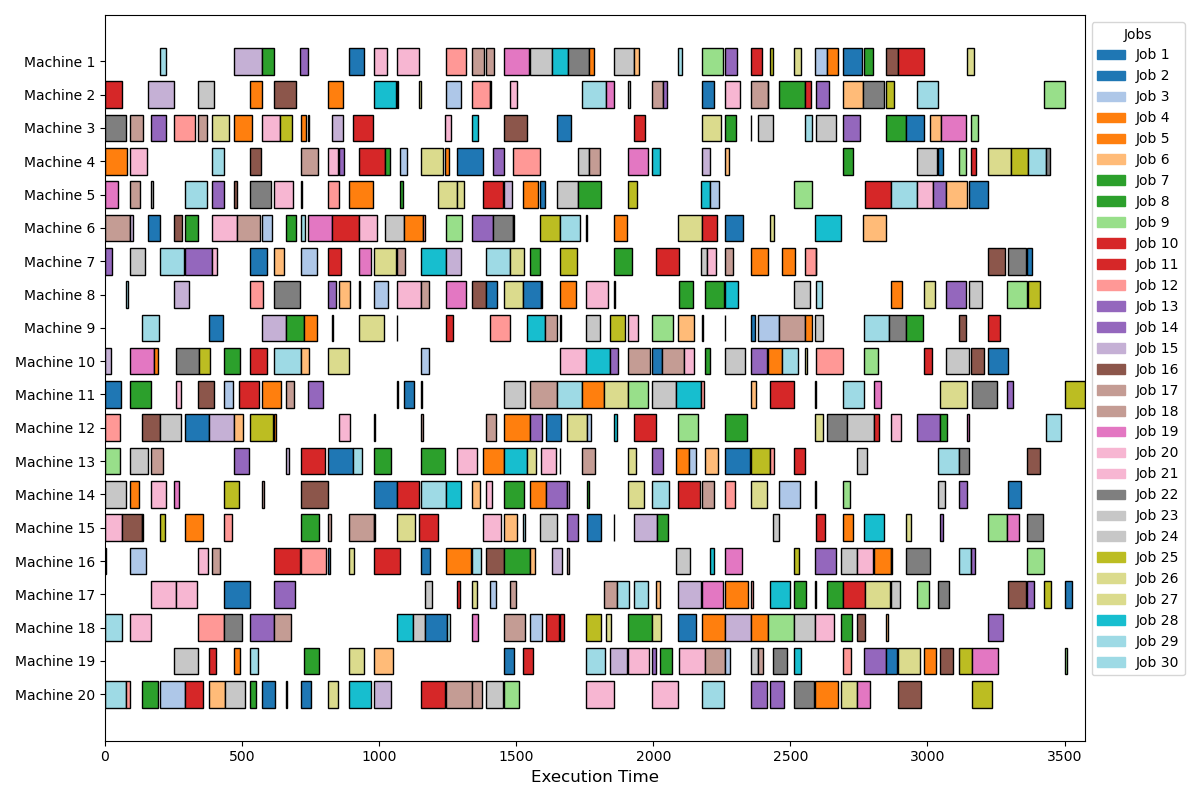 Machine 1
Machine 2
Machine 3
Machine 4
Machine 5
Machine 6
Machine 7
Machine 8
Machine 9
Machine 10
Machine 11
Machine 12
Machine 13
Machine 14
Machine 15
Machine 16
Machine 17
Machine 18
Machine 19
Machine 20
0 500 1000 1500 2000 2500 3000 3500
Execution Time
Jobs
Job 1
Job 2
Job 3
Job 4
Job 5
Job 6
Job 7
Job 8
Job 9
Job 10
Job 11
Job 12
Job 13
Job 14
Job 15
Job 16
Job 17
Job 18
Job 19
Job 20
Job 21
Job 22
Job 23
Job 24
Job 25
Job 26
Job 27
Job 28
Job 29
Job 30